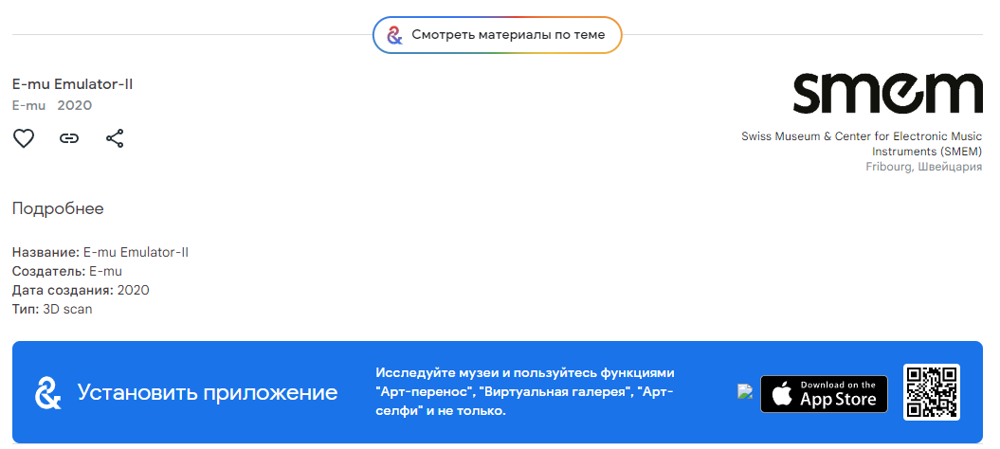 Смотреть материалы по теме
E-mu Emulator-II
E-mu 2020
smem
Swiss Museum & Center for Electronic Music
Instruments (SMEM)
Fribourg, Швейцария
Подробнее
Название: E-mu Emulator-II
Создатель: E-mu
Дата создания: 2020
Тип: 3D scan
Установить приложение
Исследуйте музеи и пользуйтесь функциями
"Арт-перенос", "Виртуальная галерея", "Арт-
селфи" и не только.
Download on the
App Store